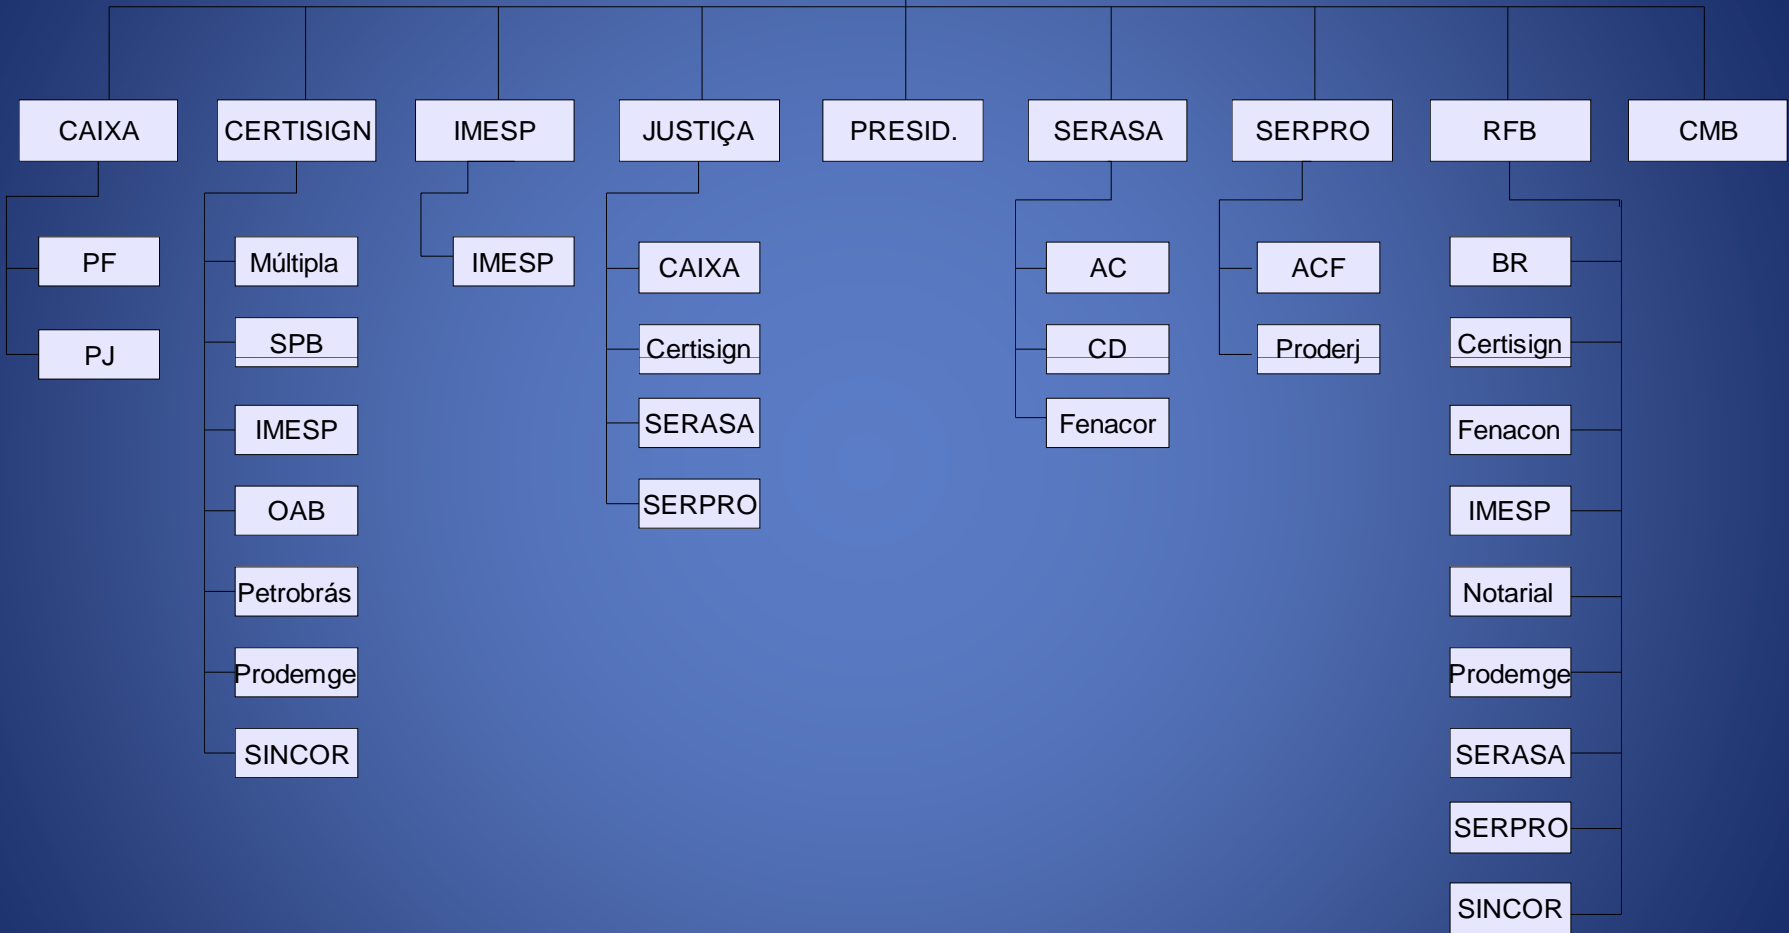 CAIXA
CERTISIGN
IMESP
JUSTIÇA
PRESID.
SERASA
SERPRO
RFB
CMB
PF
PJ
Múltipla
SPB
IMESP
OAB
Petrobrás
Prodemge
SINCOR
IMESP
CAIXA
Certisign
SERASA
SERPRO
AC
CD
Fenacor
ACF
Proderj
BR
Certisign
Fenacon
IMESP
Notarial
Prodemge
SERASA
SERPRO
SINCOR